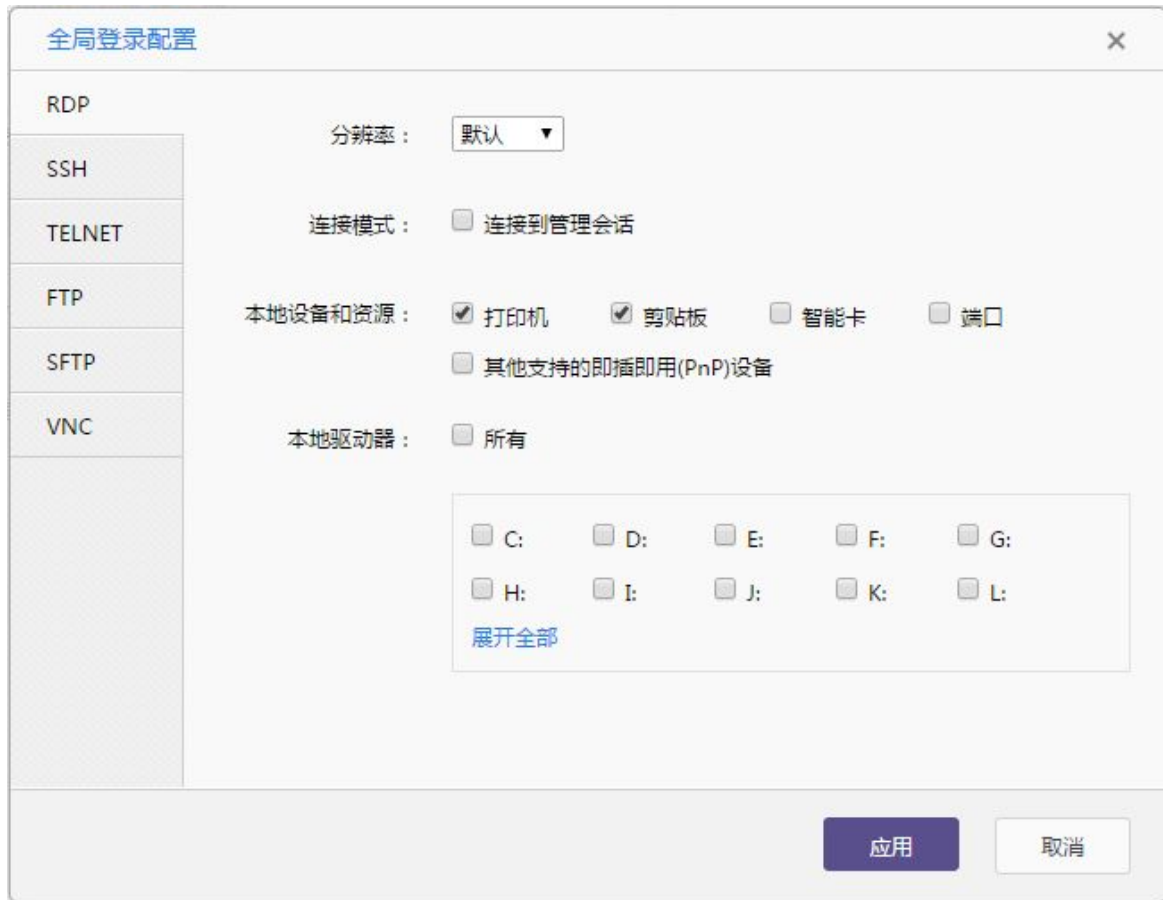 全局登录配置
RDP
SSH
TELNET
FTP
SFTP
VNC
分辨率： 默认
连接模式： 连接到管理会话
本地设备和资源： 打印机 剪贴板 智能卡 端口
其他支持的即插即用(PnP)设备
本地驱动器： 所有
C: D: E: F: G:
H: I: J: K: L:
展开全部
应用 取消